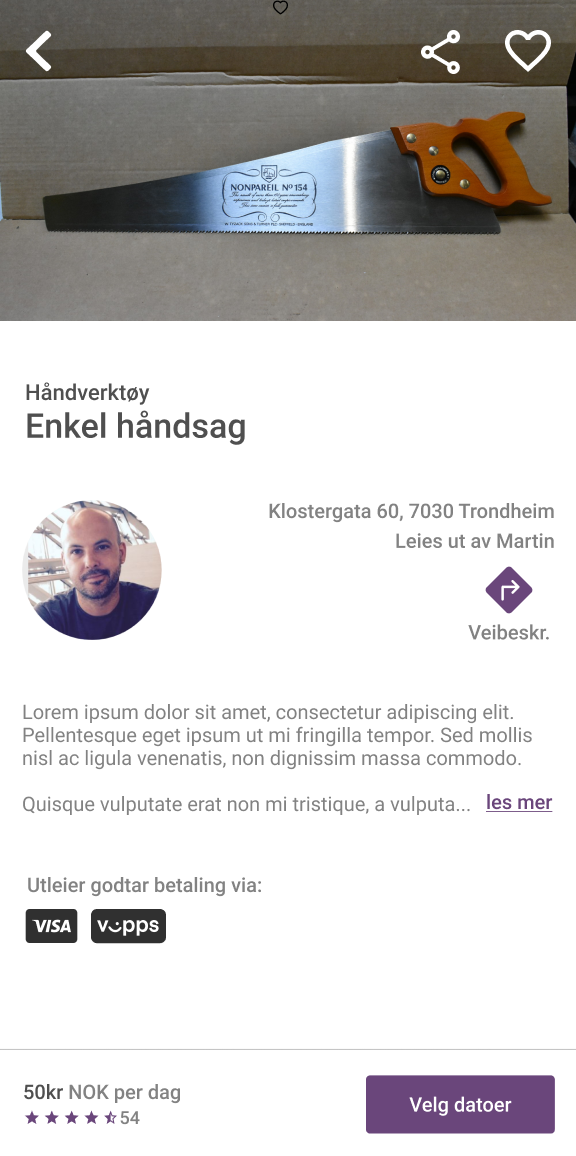 NONPAREIL Nº 154
Håndverktøy
Enkel håndsag
Klostergata 60, 7030 Trondheim
Leies ut av Martin
Veibeskr.
Lorem ipsum dolor sit amet, consectetur adipiscing elit.
Pellentesque eget ipsum ut mi fringilla tempor. Sed mollis
nisl ac ligula venenatis, non dignissim massa commodo.
Quisque vulputate erat non mi tristique, a vulputa... les mer
Utleier godtar betaling via:
VISA vipps
50kr NOK per dag
54
Velg datoer